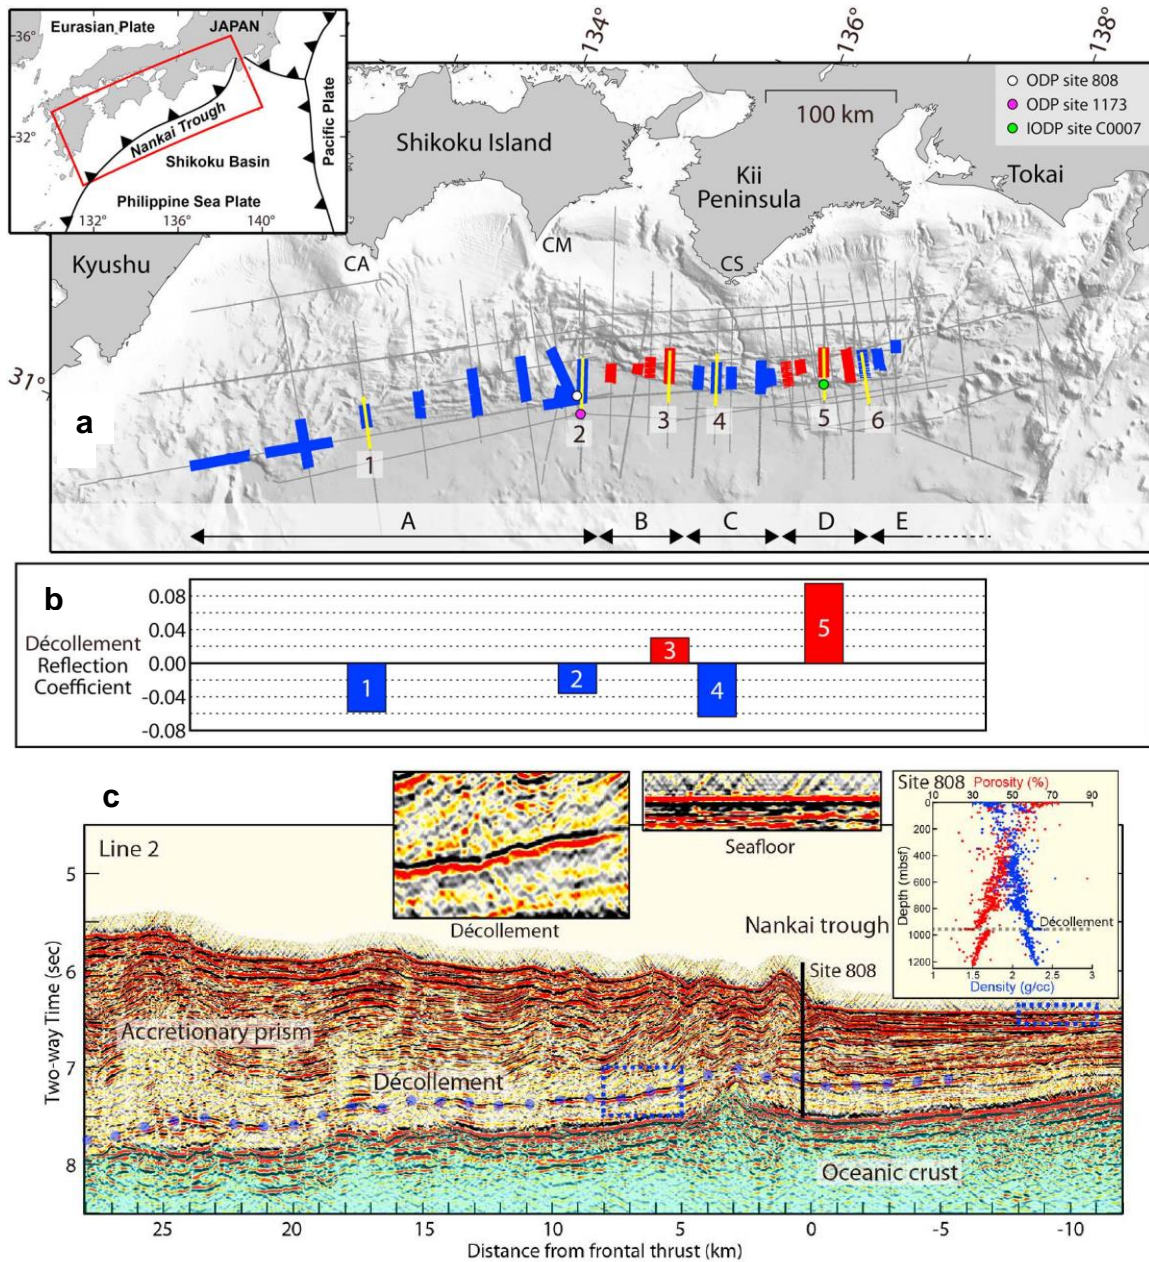 Eurasian Plate
JAPAN
36°
32°
Nankai Trough
Shikoku Basin
Pacific Plate
Philippine Sea Plate
132° 136° 140°
134° 136° 138°
ODP site 808
ODP site 1173
IODP site C0007
100 km
Shikoku Island
Kii
Peninsula
Tokai
Kyushu
CA
CM
CS
31°
a
1 2 3 4 5 6
A B C D E
b
Décollement
Reflection
Coefficient
0.08
0.04
0.00
-0.04
-0.08
1 2 3 4 5
c
Line 2
Décollement
Seafloor
Site 808
Porosity (%)
10 30 50 70 90
Depth (mbsf)
0
200
400
600
800
1000
1200
Décollement
1 2 3
Density (g/cc)
Nankai trough
Site 808
Accretionary prism
Décollement
Oceanic crust
Two-way Time (sec)
5
6
7
8
25 20 15 10 5 0 -5 -10
Distance from frontal thrust (km)